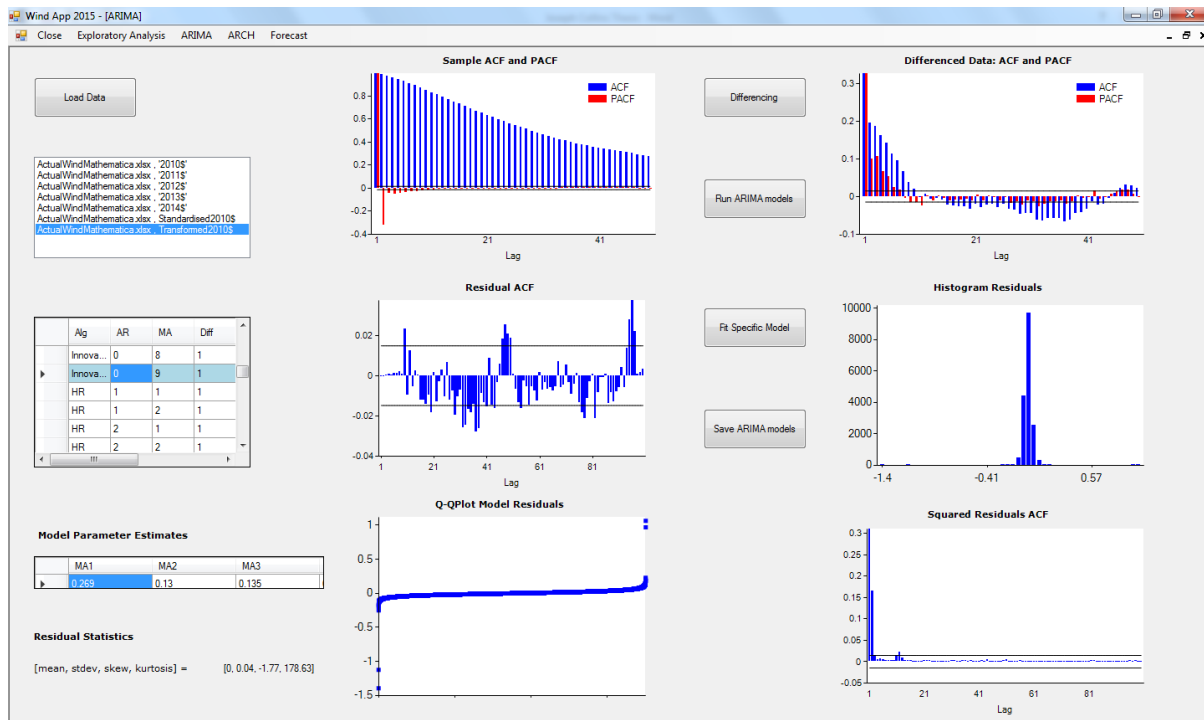 Wind App 2015 - [ARIMA]
Close Exploratory Analysis ARIMA ARCH Forecast
Load Data
ActualWindMathematica.xlsx , '2010$'
ActualWindMathematica.xlsx , '2011$'
ActualWindMathematica.xlsx , '2012$'
ActualWindMathematica.xlsx , '2013$'
ActualWindMathematica.xlsx , '2014$'
ActualWindMathematica.xlsx , Standardised2010$
ActualWindMathematica.xlsx , Transformed2010$
Sample ACF and PACF
ACF
PACF
0.8
0.6
0.4
0.2
0
-0.2
-0.4
1 21 41
Lag
Differencing
Run ARIMA models
Differenced Data: ACF and PACF
ACF
PACF
0.3
0.2
0.1
0
-0.1
1 21 41
Lag
Alg AR MA Diff
Innova... 0 8 1
Innova... 0 9 1
HR 1 1 1
HR 1 2 1
HR 2 1 1
HR 2 2 1
Residual ACF
0.02
0
-0.02
-0.04
1 21 41 61 81
Lag
Fit Specific Model
Save ARIMA models
Histogram Residuals
10000
8000
6000
4000
2000
0
-1.4 -0.41 0.57
Model Parameter Estimates
MA1 MA2 MA3
0.269 0.13 0.135
Residual Statistics
[mean, stdev, skew, kurtosis] = [0, 0.04, -1.77, 178.63]
Q-QPlot Model Residuals
1
0.5
0
-0.5
-1
-1.5
Squared Residuals ACF
0.3
0.25
0.2
0.15
0.1
0.05
0
-0.05
1 21 41 61 81
Lag